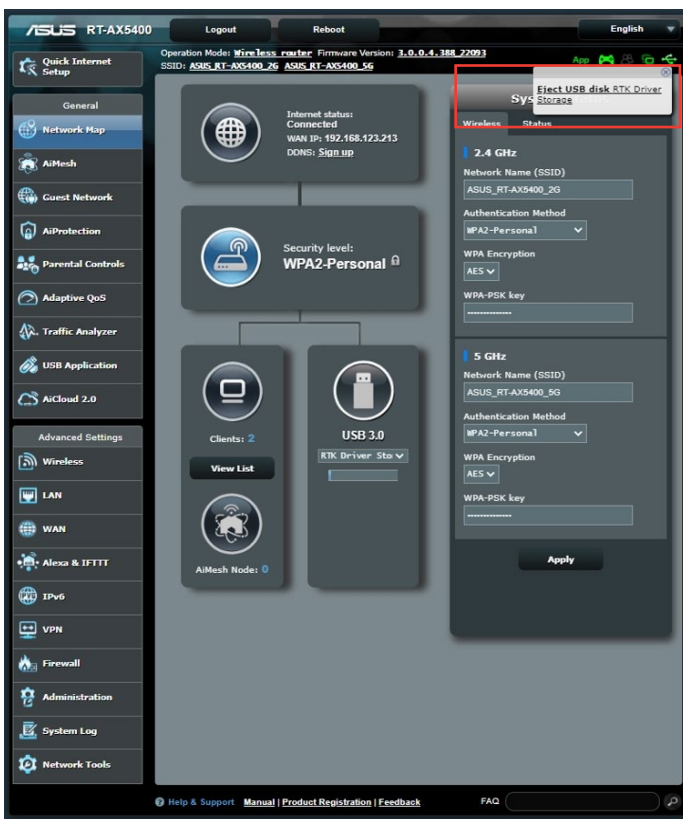 ASUS RT-AX5400
Logout
Reboot
English
Quick Internet
Setup
Operation Mode: Wireless router Firmware Version: 3.0.0.4.388_22093
SSID: ASUS_RT-AX5400_2G ASUS_RT-AX5400_5G
App
Eject USB disk RTK Driver
Storage
General
Network Map
AiMesh
Guest Network
AiProtection
Parental Controls
Adaptive QoS
Traffic Analyzer
USB Application
AiCloud 2.0
Advanced Settings
Wireless
LAN
WAN
Alexa & IFTTT
IPv6
VPN
Firewall
Administration
System Log
Network Tools
Internet status:
Connected
WAN IP: 192.168.123.213
DDNS: Sign up
Security level:
WPA2-Personal
Clients: 2
View List
AiMesh Node: 0
USB 3.0
RTK Driver Sto
Wireless
Status
2.4 GHz
Network Name (SSID)
ASUS_RT-AX5400_2G
Authentication Method
WPA2-Personal
WPA Encryption
AES
WPA-PSK key
--------------
5 GHz
Network Name (SSID)
ASUS_RT-AX5400_5G
Authentication Method
WPA2-Personal
WPA Encryption
AES
WPA-PSK key
--------------
Apply
Help & Support Manual | Product Registration | Feedback
FAQ